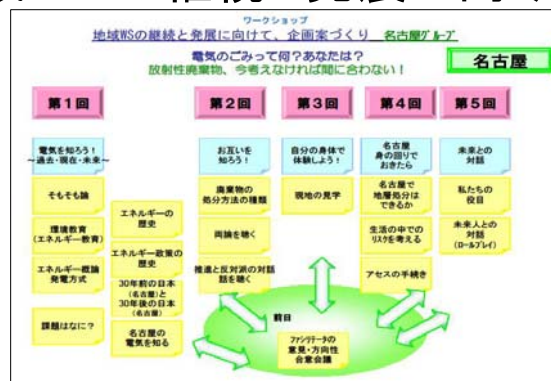 ワークショップ
地域WSの継続と発展に向けて、企画案づくり 名古屋グループ
電気のごみって何？あなたは？
放射性廃棄物、今考えなければ間に合わない！
名古屋
第1回
第2回
第3回
第4回
第5回
電気を知ろう！
～過去・現在・未来～
お互いを
知ろう！
自分の身体で
体験しよう！
名古屋
身の回りで
おきたら
未来との
対話
そもそも論
環境教育
(エネルギー教育)
エネルギー概論
発電方式
課題はなに？
エネルギーの
歴史
エネルギー政策の
歴史
30年前の日本
(名古屋)と
30年後の日本
(名古屋)
名古屋の
電気を知る
廃棄物の
処分方法の種類
両論を聴く
推進と反対派の対話
話を聴く
現地の見学
名古屋で
地層処分は
できるか
生活の中での
リスクを考える
アセスの手続き
私たちの
役目
未来人との
対話
(ロールプレイ)
前日
ファシリテータの
意見・方向性
合意会議